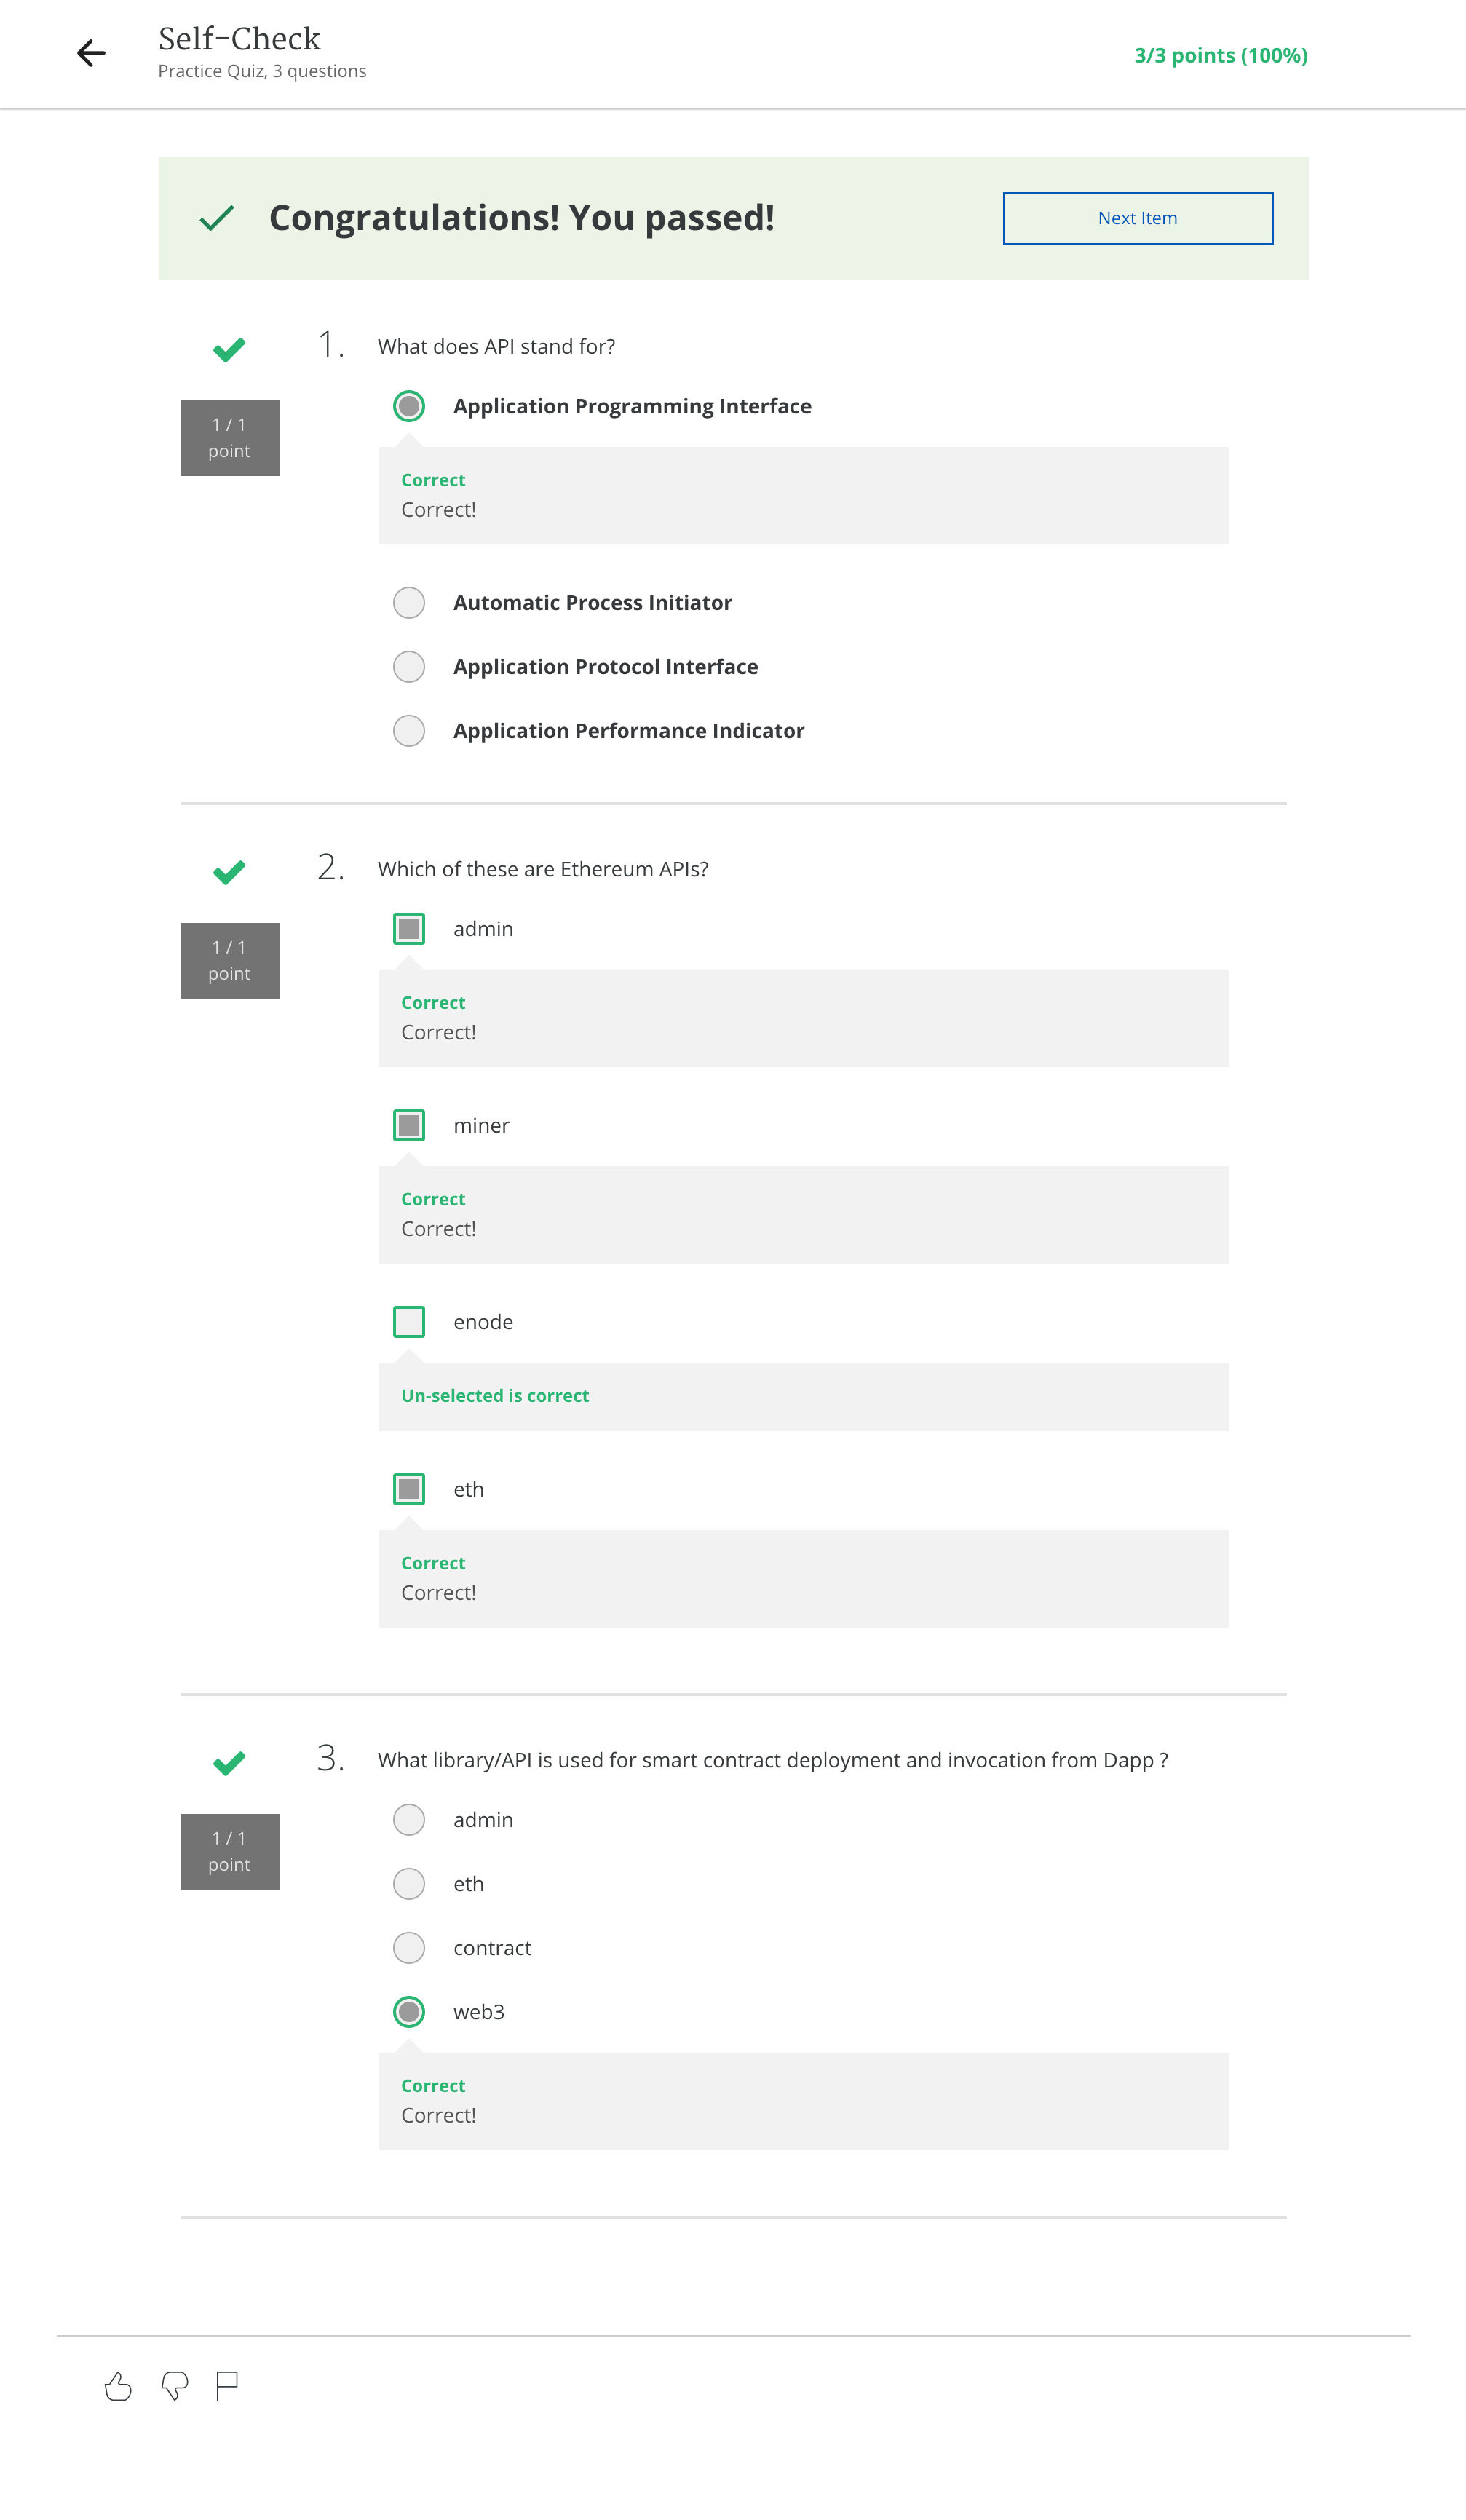 Self-Check
Practice Quiz, 3 questions
3/3 points (100%)
Congratulations! You passed!
Next Item
1 / 1
point
1.
What does API stand for?
Application Programming Interface
Correct
Correct!
Automatic Process Initiator
Application Protocol Interface
Application Performance Indicator
1 / 1
point
2.
Which of these are Ethereum APIs?
admin
Correct
Correct!
miner
Correct
Correct!
enode
Un-selected is correct
eth
Correct
Correct!
1 / 1
point
3.
What library/API is used for smart contract deployment and invocation from Dapp ?
admin
eth
contract
web3
Correct
Correct!